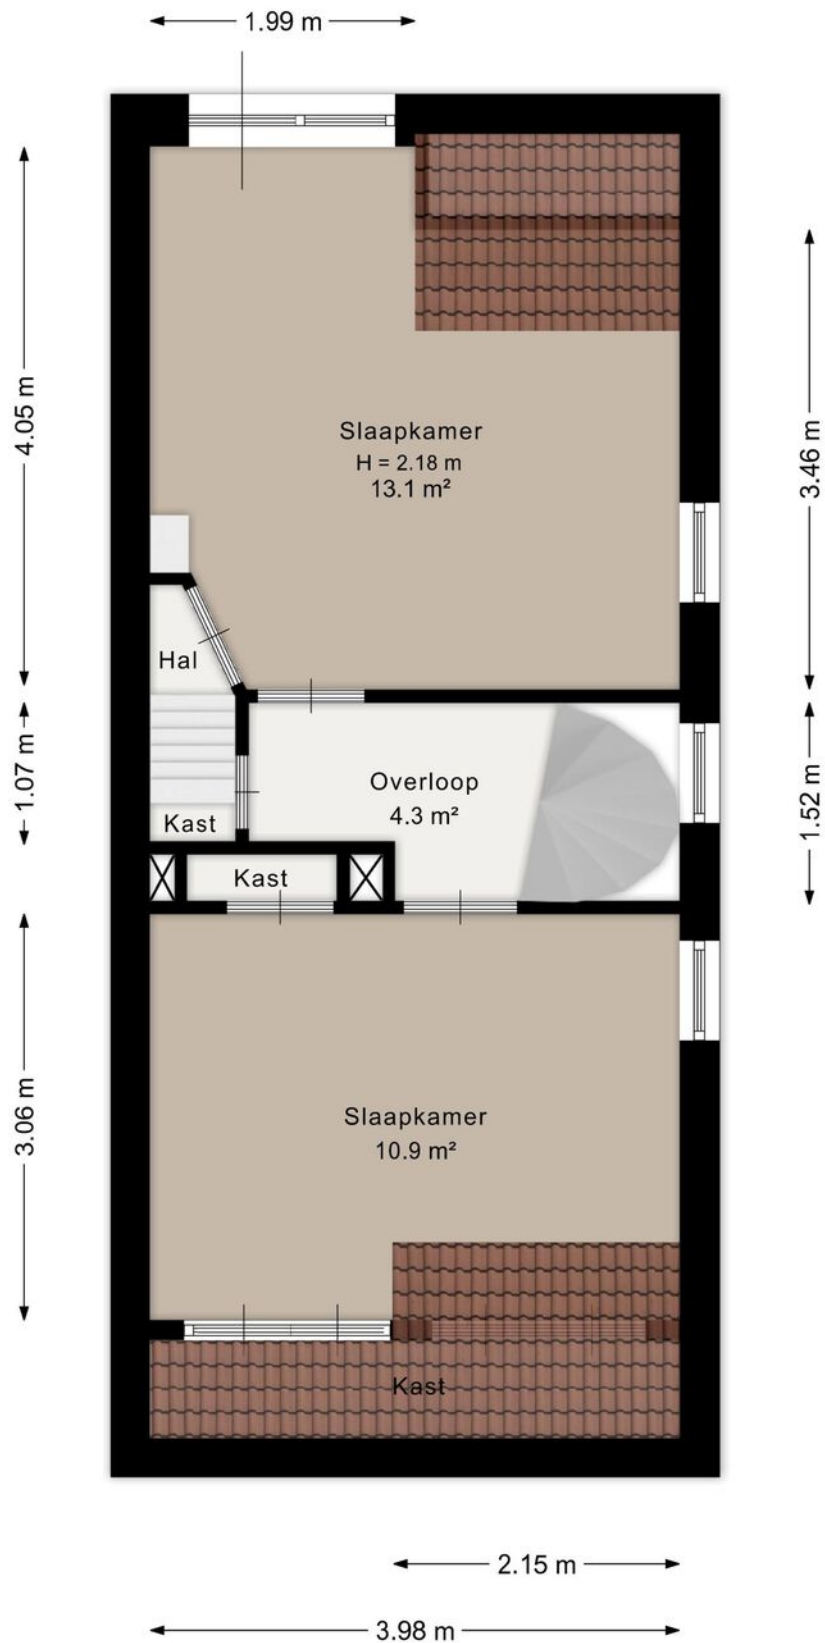 1.99 m
4.05 m
3.46 m
Slaapkamer
H = 2.18 m
13.1 m²
Hal
1.07 m
Overloop
4.3 m²
1.52 m
Kast
Kast
3.06 m
Slaapkamer
10.9 m²
Kast
2.15 m
3.98 m